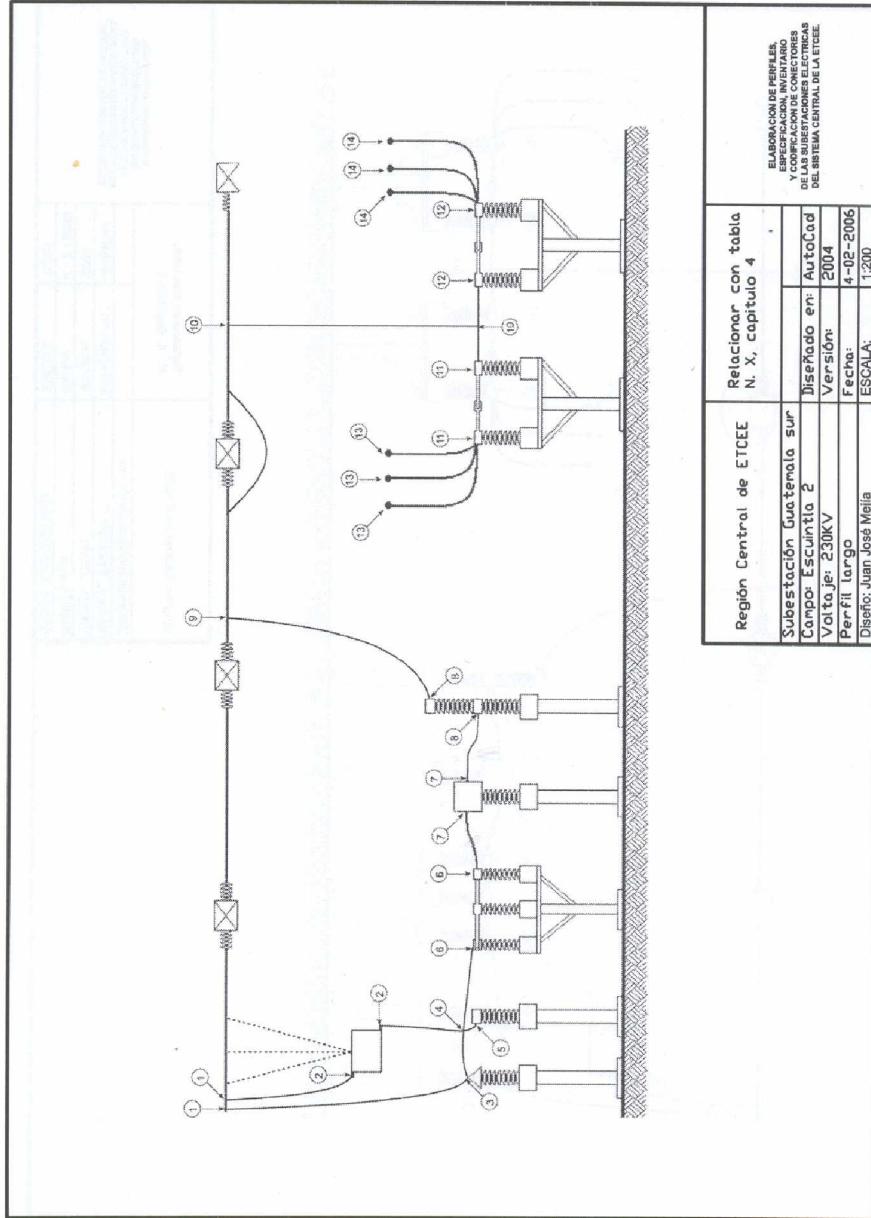 14
14
14
10
12
12
10
11
11
13
13
13
9
8
8
7
7
6
6
2
4
5
2
1
1
3
Región Central de ETCEE
Relacionar con tabla
N. X, capitulo 4
ELABORACION DE PERFILES,
ESPECIFICACION, INVENTARIO
Y CODIFICACION DE CONECTORES
DE LAS SUBESTACIONES ELECTRICAS
DEL SISTEMA CENTRAL DE LA ETCEE.
Subestación Guatemala sur
Campo: Escuintla 2
Diseñado en: AutoCad
Voltaje: 230KV
Versión: 2004
Perfil largo
Fecha: 4-02-2006
Diseño: Juan José Mejia
ESCALA: 1:200